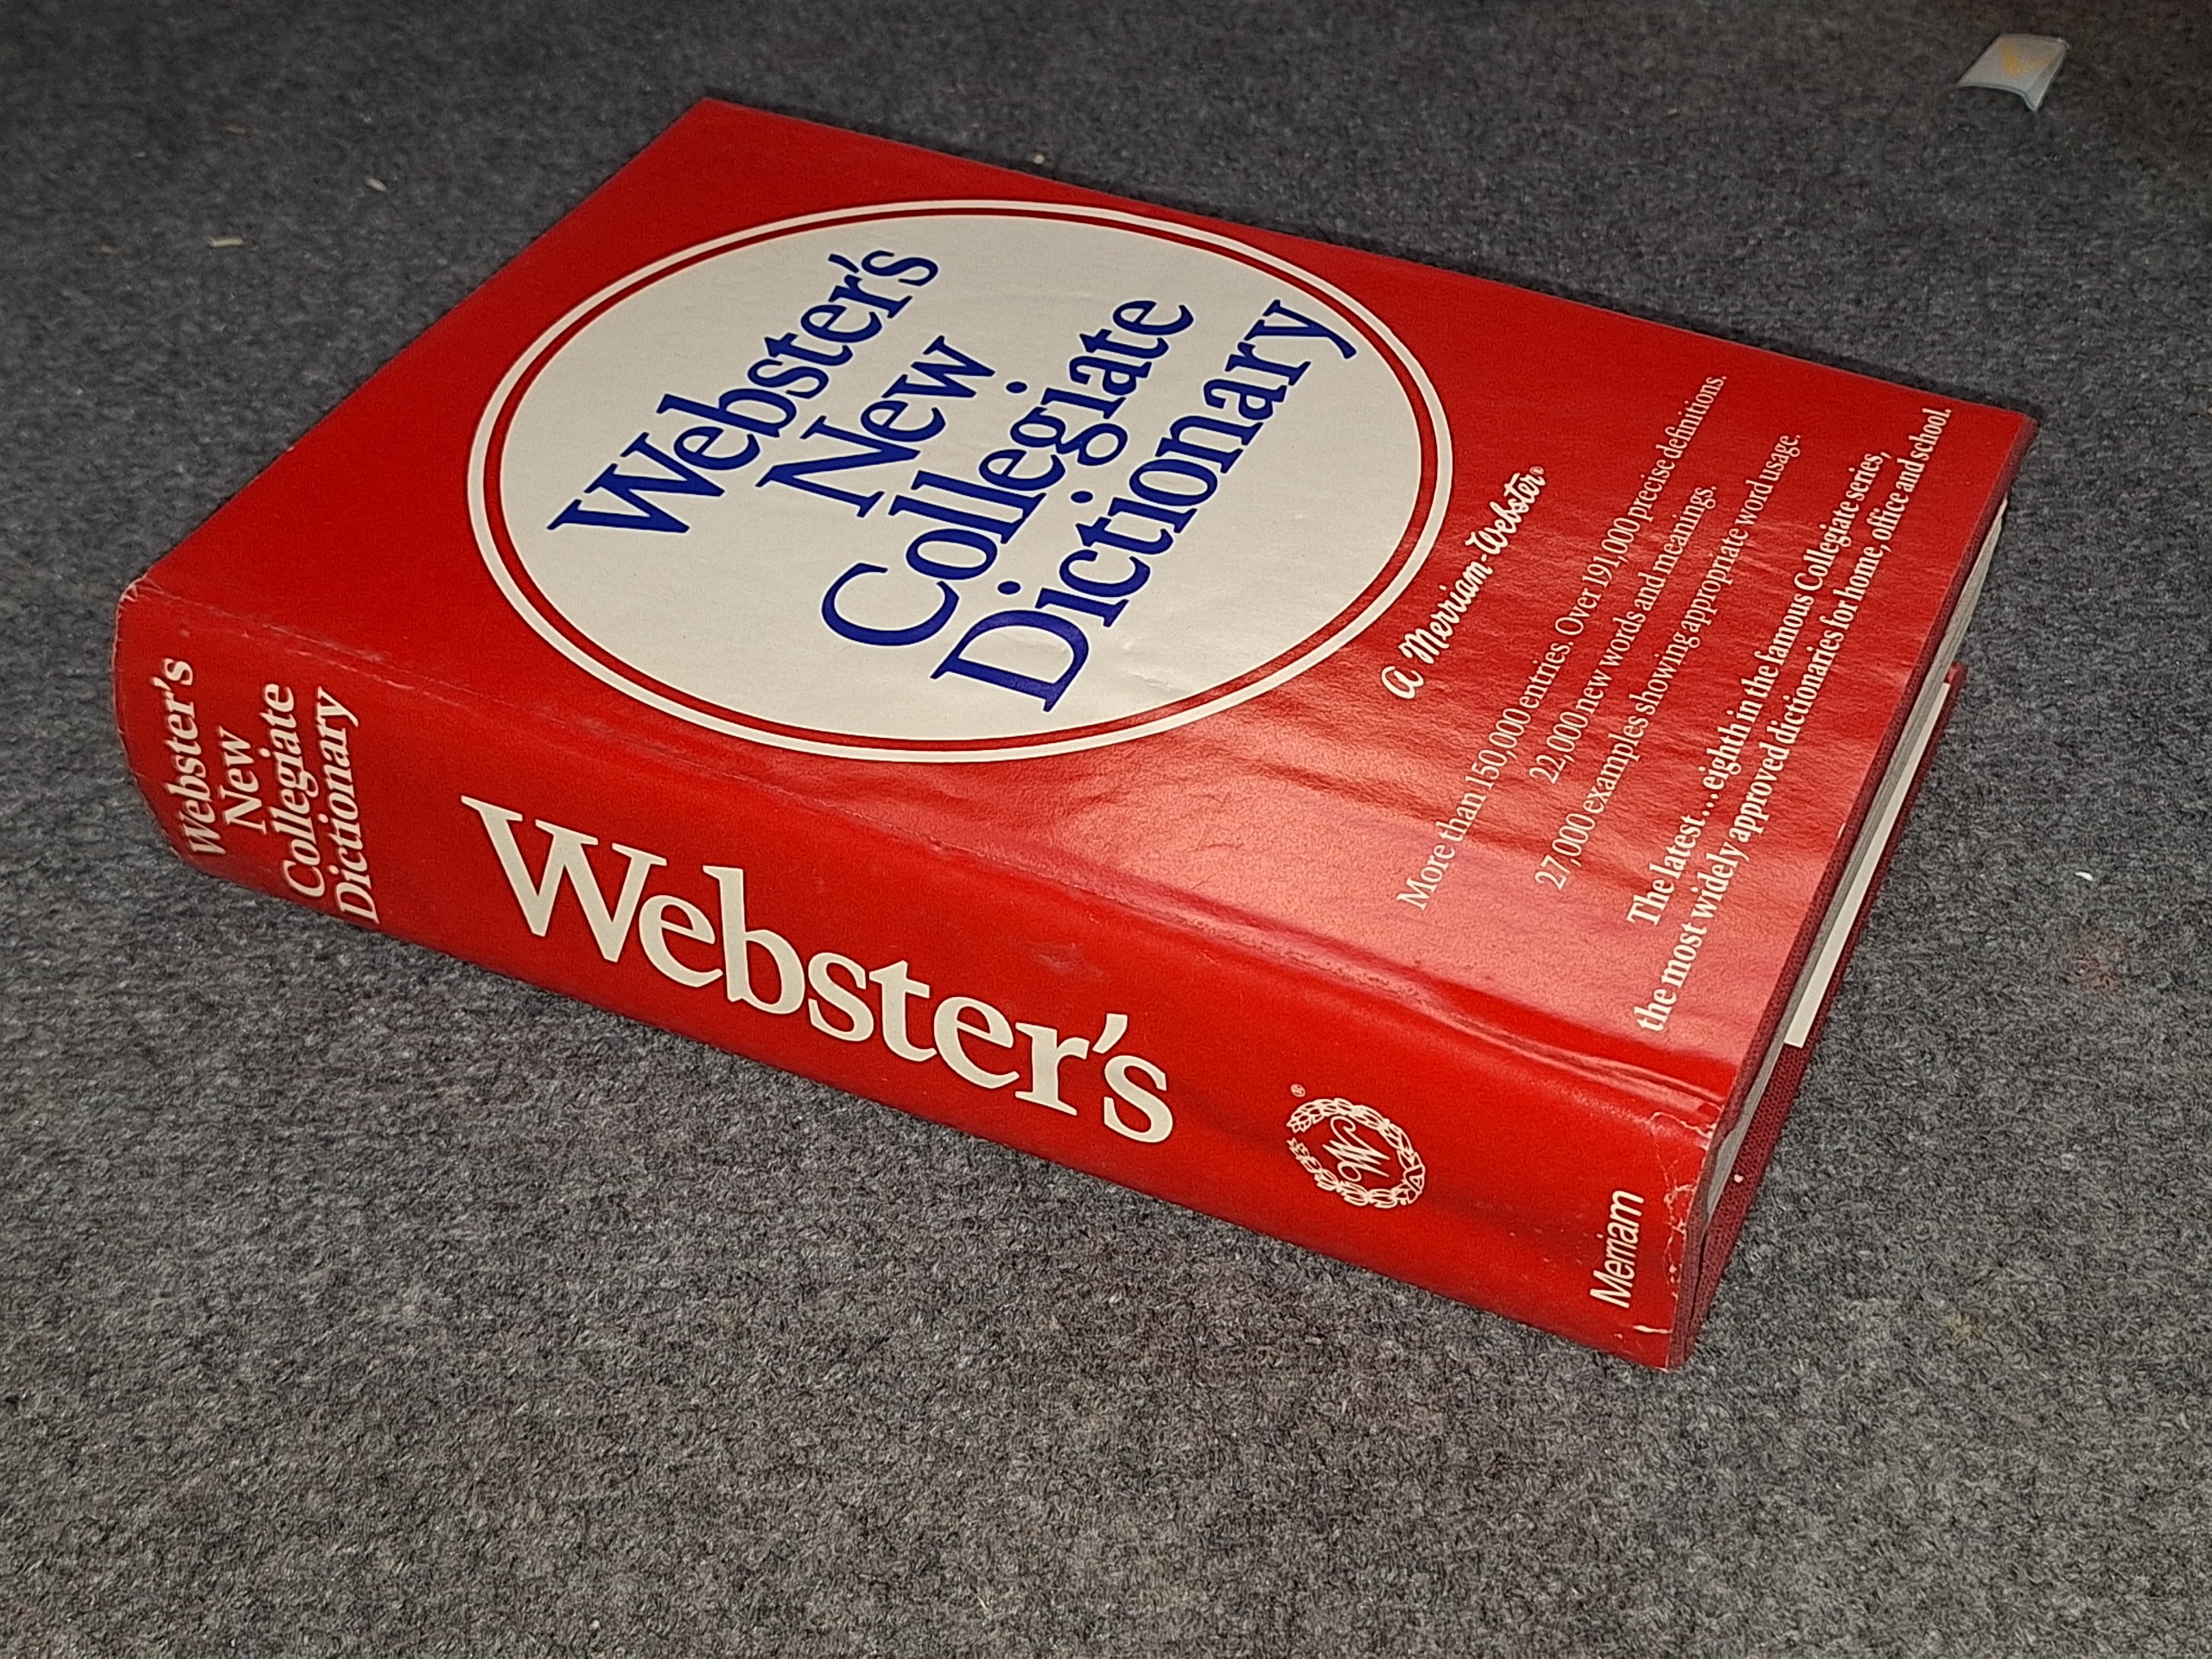 Webster's
New
Collegiate
Dictionary
a Merriam-Webster®
More than 150,000 entries. Over 191,000 precise definitions.
22,000 new words and meanings.
27,000 examples showing appropriate word usage.
The latest...eighth in the famous Collegiate series,
the most widely approved dictionaries for home, office and school.
Webster's
New
Collegiate
Dictionary
Webster's
®
W
Merriam